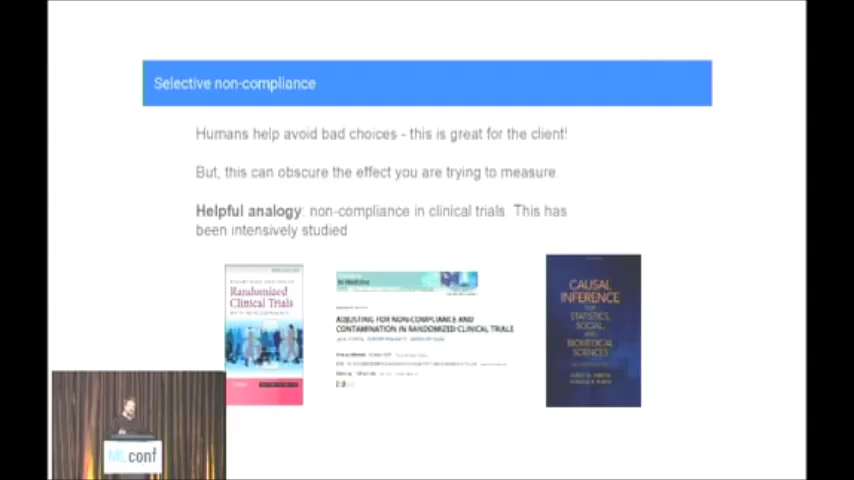 Selective non-compliance
Humans help avoid bad choices - this is great for the client!
But, this can obscure the effect you are trying to measure.
Helpful analogy: non-compliance in clinical trials. This has
been intensively studied
Randomized
Clinical Trials
in Medicine
ADJUSTING FOR NON-COMPLIANCE AND
CONTAMINATION IN RANDOMIZED CLINICAL TRIALS
CAUSAL
INFERENCE
FOR
STATISTICS,
SOCIAL,
AND
BIOMEDICAL
SCIENCES
MLconf